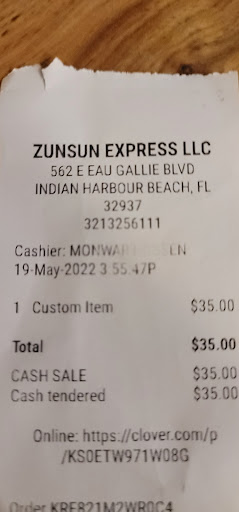 ZUNSUN EXPRESS LLC
562 E EAU GALLIE BLVD
INDIAN HARBOUR BEACH, FL
32937
3213256111
Cashier:
19-May-2022 3:55:47P
1 Custom Item $35.00
Total $35.00
CASH SALE $35.00
Cash tendered $35.00
Online: https://clover.com/p
/KS0ETW971W08G
Order KRF821M2WR0C4